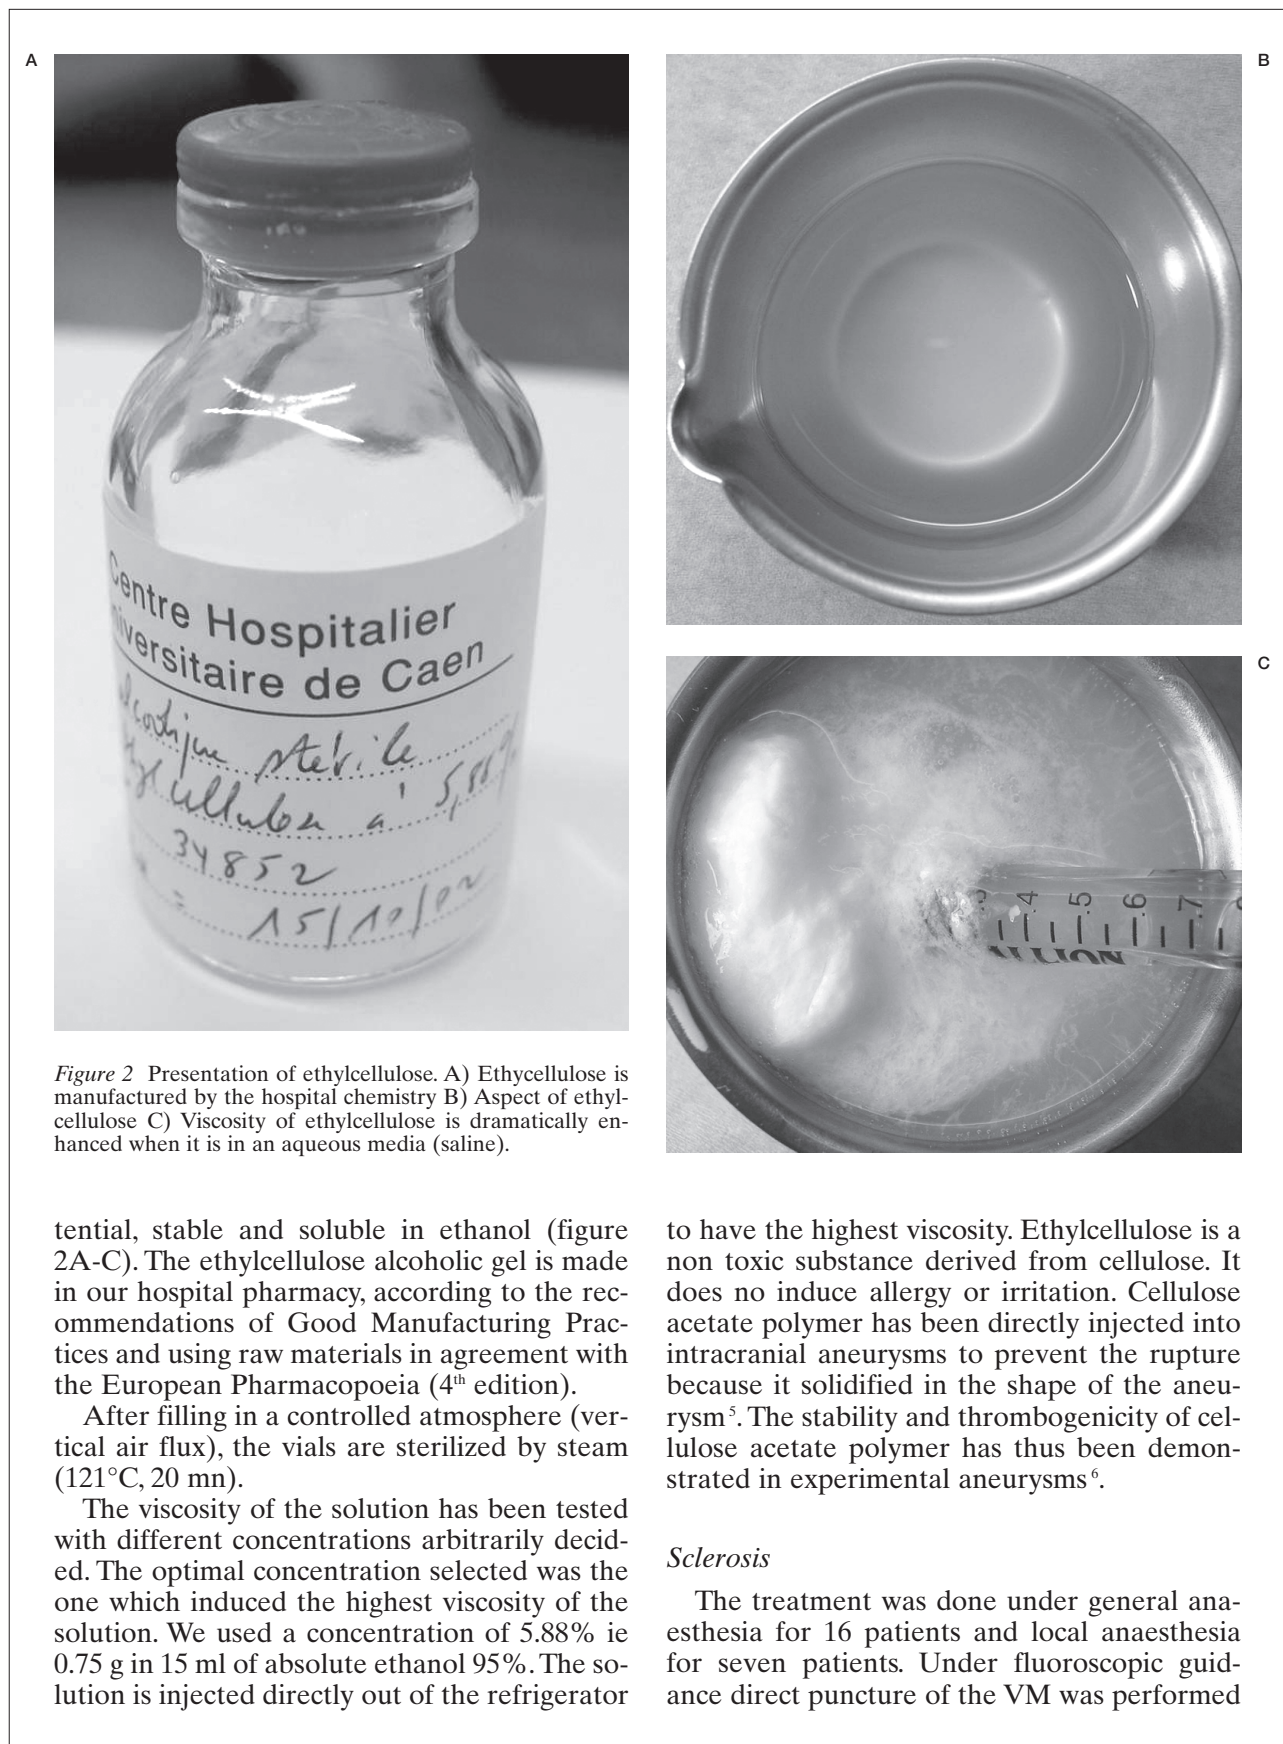 A
B
C
Centre Hospitalier
niversitaire de Caen
stérile
cellulose à 5,88%
34852
= 15/10/02
.3 .4 .5 .6 .7
Figure 2 Presentation of ethylcellulose. A) Ethycellulose is
manufactured by the hospital chemistry B) Aspect of ethyl-
cellulose C) Viscosity of ethylcellulose is dramatically en-
hanced when it is in an aqueous media (saline).
tential, stable and soluble in ethanol (figure
2A-C). The ethylcellulose alcoholic gel is made
in our hospital pharmacy, according to the rec-
ommendations of Good Manufacturing Prac-
tices and using raw materials in agreement with
the European Pharmacopoeia (4th edition).
After filling in a controlled atmosphere (ver-
tical air flux), the vials are sterilized by steam
(121°C, 20 mn).
The viscosity of the solution has been tested
with different concentrations arbitrarily decid-
ed. The optimal concentration selected was the
one which induced the highest viscosity of the
solution. We used a concentration of 5.88% ie
0.75 g in 15 ml of absolute ethanol 95%. The so-
lution is injected directly out of the refrigerator
to have the highest viscosity. Ethylcellulose is a
non toxic substance derived from cellulose. It
does no induce allergy or irritation. Cellulose
acetate polymer has been directly injected into
intracranial aneurysms to prevent the rupture
because it solidified in the shape of the aneu-
rysm 5. The stability and thrombogenicity of cel-
lulose acetate polymer has thus been demon-
strated in experimental aneurysms 6.
Sclerosis
The treatment was done under general ana-
esthesia for 16 patients and local anaesthesia
for seven patients. Under fluoroscopic guid-
ance direct puncture of the VM was performed